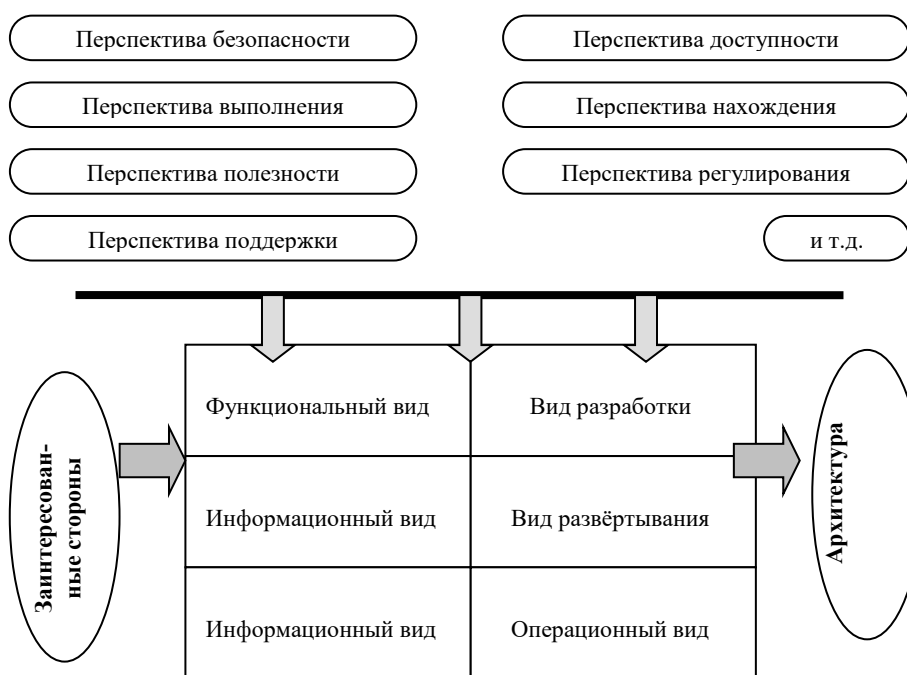 Перспектива безопасности
Перспектива доступности
Перспектива выполнения
Перспектива нахождения
Перспектива полезности
Перспектива регулирования
Перспектива поддержки
и т.д.
Заинтересован-
ные стороны
Функциональный вид
Вид разработки
Информационный вид
Вид развёртывания
Информационный вид
Операционный вид
Архитектура